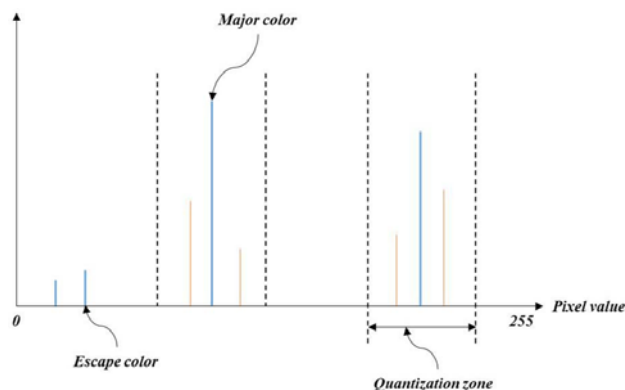 Major color
Pixel value
0
255
Escape color
Quantization zone